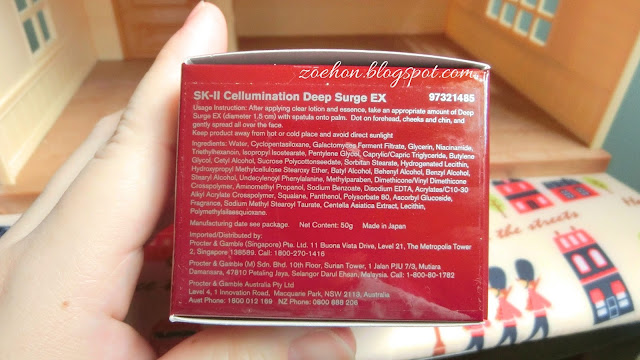 zoehon.blogspot.com
SK-II Cellumination Deep Surge EX 97321485
Usage Instruction: After applying clear lotion and essence, take an appropriate amount of Deep
Surge EX (diameter 1.5 cm) with spatula onto palm. Dot on forehead, cheeks and chin, and
gently spread all over the face.
Keep product away from hot or cold place and avoid direct sunlight
Ingredients: Water, Cyclopentasiloxane, Galactomyces Ferment Filtrate, Glycerin, Niacinamide,
Triethylhexanoin, Isopropyl Isostearate, Pentylene Glycol, Caprylic/Capric Triglyceride, Butylene
Glycol, Cetyl Alcohol, Sucrose Polycottonseedate, Sorbitan Stearate, Hydrogenated Lecithin,
Hydroxypropyl Methylcellulose Stearoxy Ether, Batyl Alcohol, Behenyl Alcohol, Benzyl Alcohol,
Stearyl Alcohol, Undecylenoyl Phenylalanine, Methylparaben, Dimethicone/Vinyl Dimethicone
Crosspolymer, Aminomethyl Propanol, Sodium Benzoate, Disodium EDTA, Acrylates/C10-30
Alkyl Acrylate Crosspolymer, Squalane, Panthenol, Polysorbate 80, Ascorbyl Glucoside,
Fragrance, Sodium Methyl Stearoyl Taurate, Centella Asiatica Extract, Lecithin,
Polymethylsilsesquioxane.
Manufacturing date see package. Net Content: 50g Made in Japan
Imported/Distributed by:
Procter & Gamble (Singapore) Pte. Ltd. 11 Buona Vista Drive, Level 21, The Metropolis Tower
2, Singapore 138589. Call: 1800-270-1416
Procter & Gamble (M) Sdn Bhd. 10th Floor, Surian Tower, 1 Jalan PJU 7/3, Mutiara
Damansara, 47810 Petaling Jaya, Selangor Darul Ehsan, Malaysia. Call: 1-800-80-1782
Procter & Gamble Australia Pty Ltd
Level 4, 1 Innovation Road, Macquarie Park, NSW 2113, Australia
Aust Phone: 1800 012 169 NZ Phone: 0800 888 206
the streets